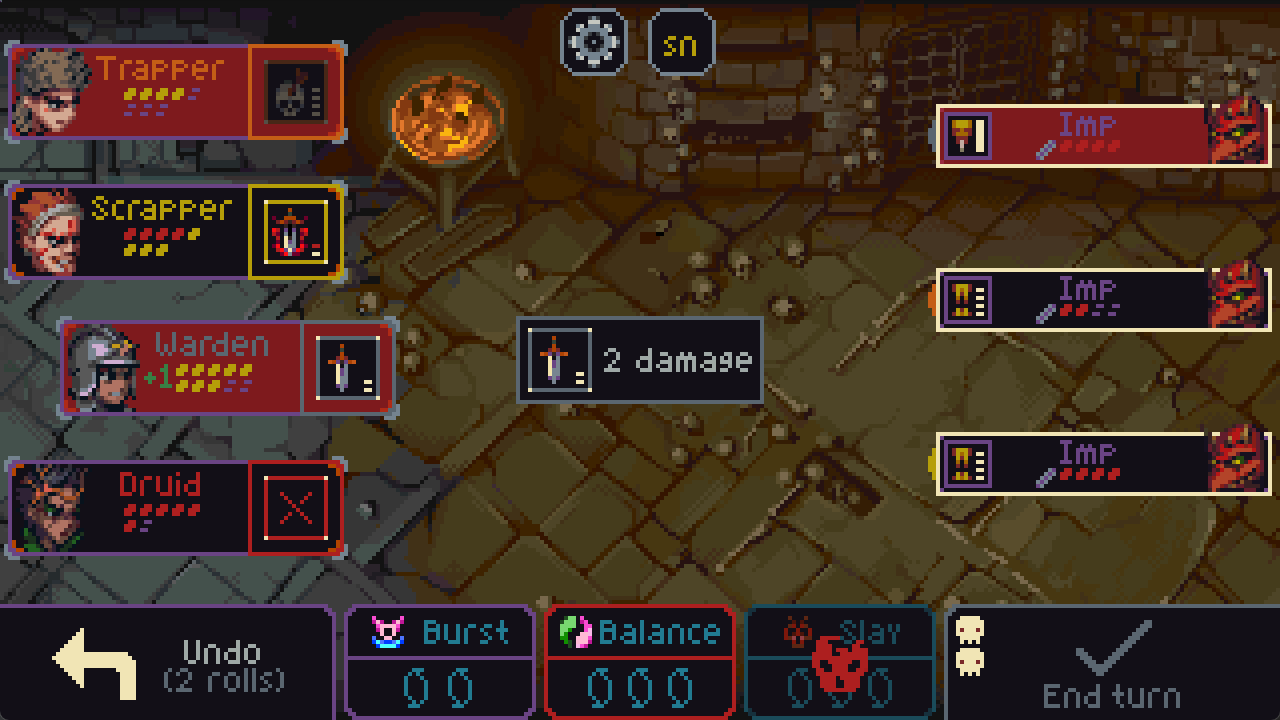 sn
Trapper
Imp
Scrapper
Imp
Warden
+1
2 damage
Druid
Imp
Undo
(2 rolls)
Burst
Balance
Slay
End turn